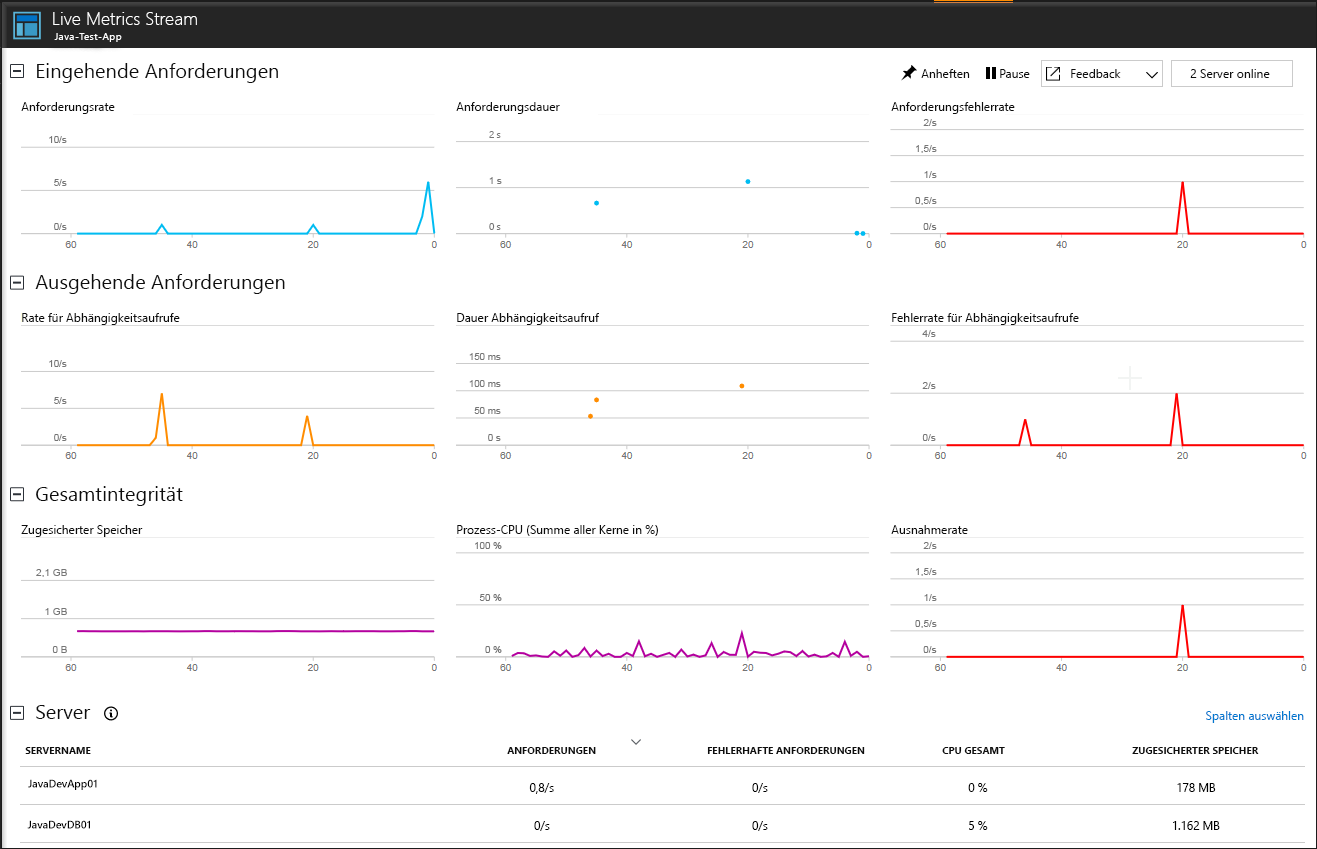 Live Metrics Stream
Java-Test-App
Eingehende Anforderungen
Anheften Pause Feedback 2 Server online
Anforderungsrate
10/s
5/s
0/s
60 40 20 0
Anforderungsdauer
2 s
1 s
0 s
60 40 20 0
Anforderungsfehlerrate
2/s
1,5/s
1/s
0,5/s
0/s
60 40 20 0
Ausgehende Anforderungen
Rate für Abhängigkeitsaufrufe
10/s
5/s
0/s
60 40 20 0
Dauer Abhängigkeitsaufruf
150 ms
100 ms
50 ms
0 s
60 40 20 0
Fehlerrate für Abhängigkeitsaufrufe
4/s
2/s
0/s
60 40 20 0
Gesamtintegrität
Zugesicherter Speicher
2,1 GB
1 GB
0 B
60 40 20 0
Prozess-CPU (Summe aller Kerne in %)
100 %
50 %
0 %
60 40 20 0
Ausnahmerate
2/s
1,5/s
1/s
0,5/s
0/s
60 40 20 0
Server
Spalten auswählen
SERVERNAME ANFORDERUNGEN FEHLERHAFTE ANFORDERUNGEN CPU GESAMT ZUGESICHERTER SPEICHER
JavaDevApp01 0,8/s 0/s 0 % 178 MB
JavaDevDB01 0/s 0/s 5 % 1.162 MB